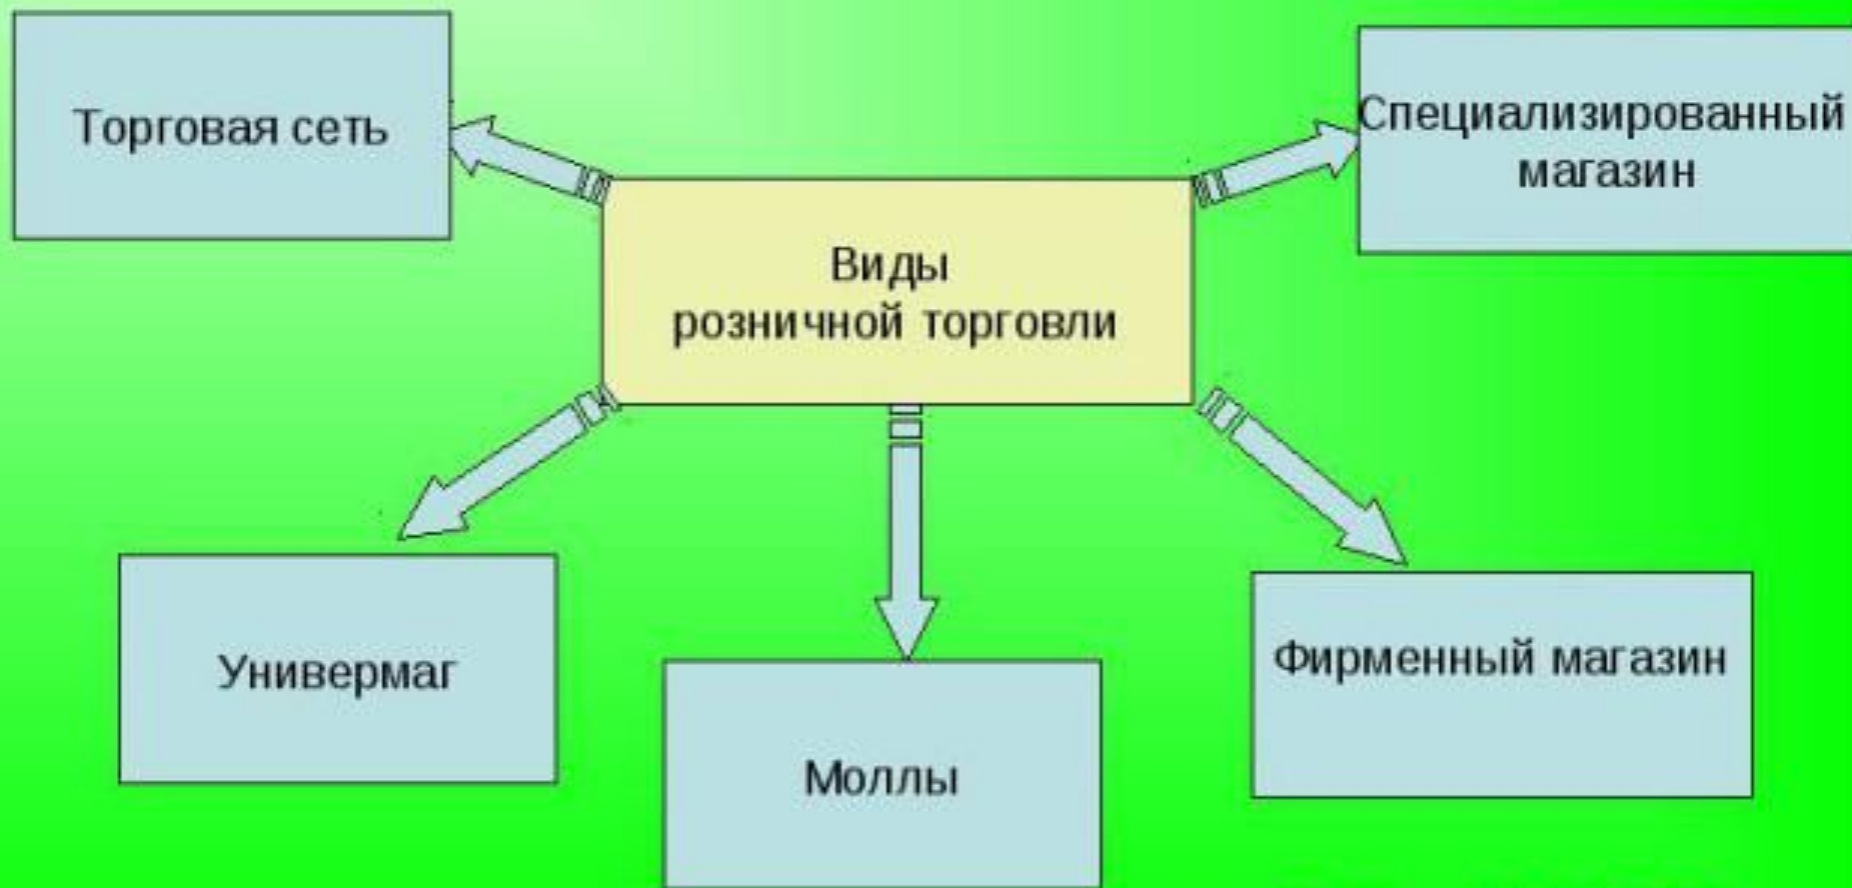 Торговая сеть
Специализированный
магазин
Виды
розничной торговли
Универмаг
Моллы
Фирменный магазин